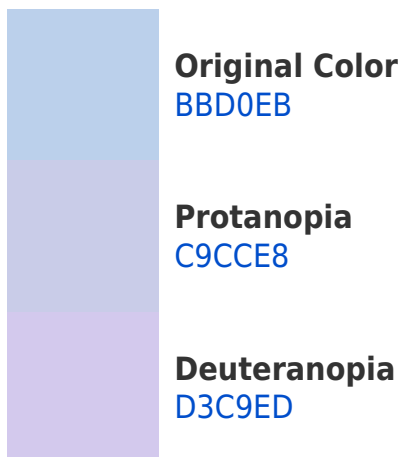 Original Color
BBD0EB
Protanopia
C9CCE8
Deuteranopia
D3C9ED